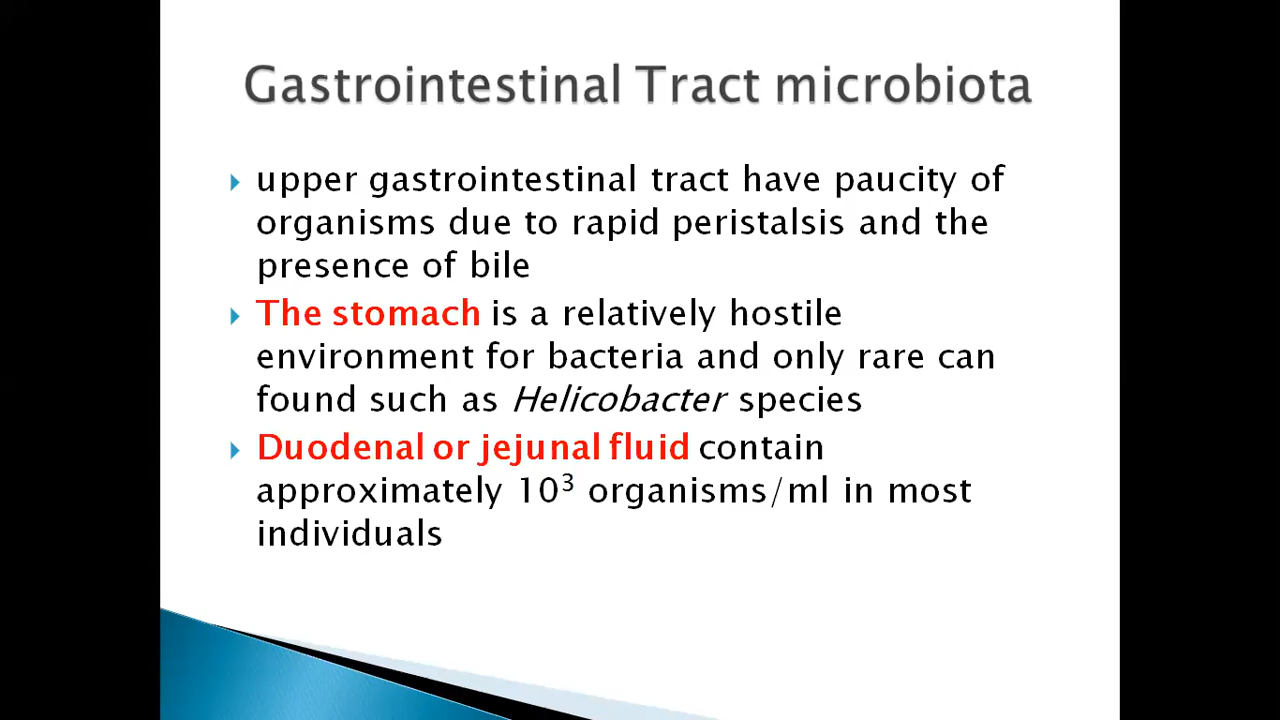 Gastrointestinal Tract microbiota
upper gastrointestinal tract have paucity of
organisms due to rapid peristalsis and the
presence of bile
The stomach is a relatively hostile
environment for bacteria and only rare can
found such as Helicobacter species
Duodenal or jejunal fluid contain
approximately 10³ organisms/ml in most
individuals